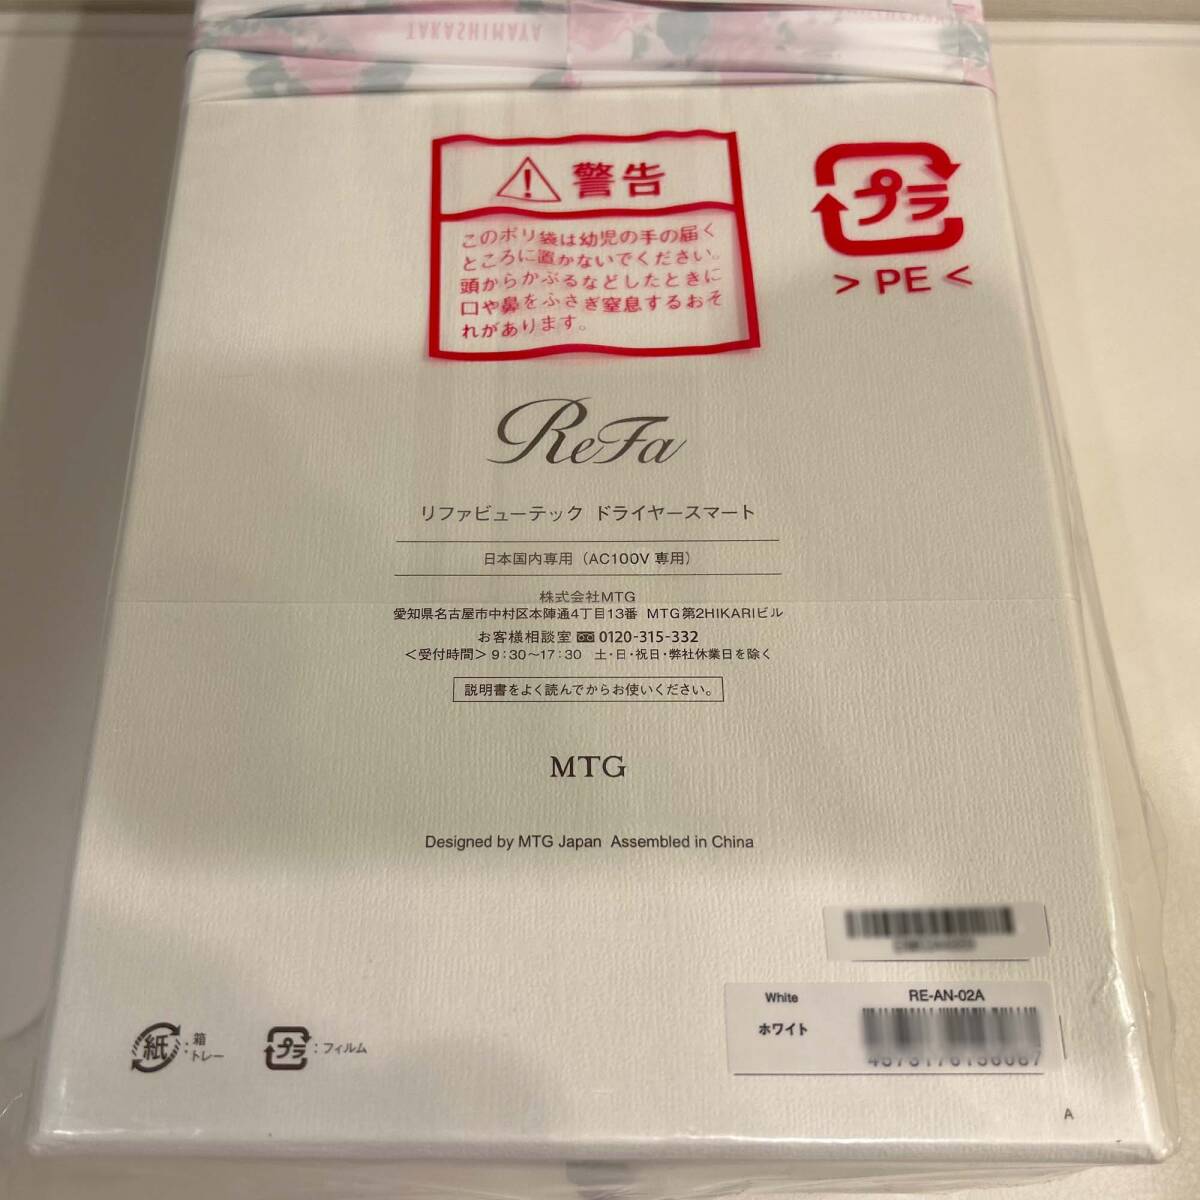 TAKASHIMAYA
警告
このポリ袋は幼児の手の届く
ところに置かないでください。
頭からかぶるなどしたときに
口や鼻をふさぎ窒息するおそ
れがあります。
プラ
>PE<
ReFa
リファビューテック ドライヤースマート
日本国内専用（AC100V 専用）
株式会社MTG
愛知県名古屋市中村区本陣通4丁目13番 MTG第2HIKARIビル
お客様相談室 0120-315-332
＜受付時間＞9：30〜17：30 土・日・祝日・弊社休業日を除く
説明書をよく読んでからお使いください。
MTG
Designed by MTG Japan Assembled in China
White RE-AN-02A
ホワイト
紙：箱
トレー
プラ：フィルム
A